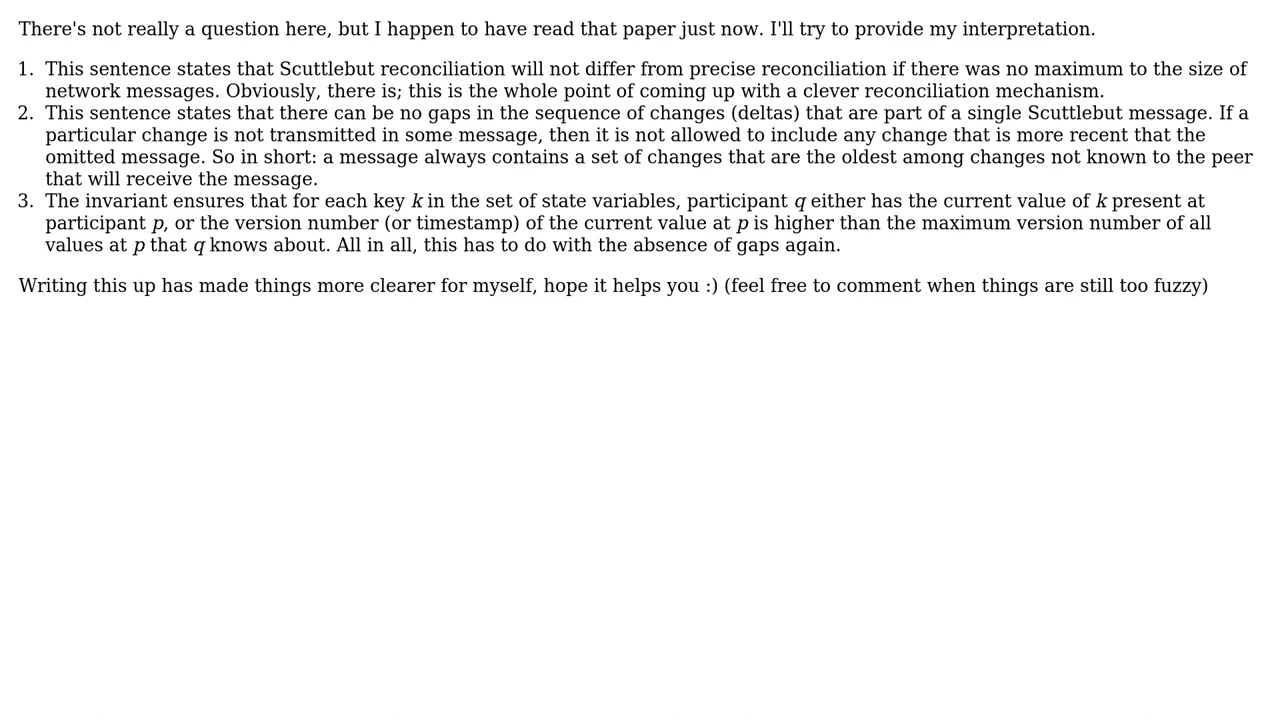 There's not really a question here, but I happen to have read that paper just now. I'll try to provide my interpretation.
1. This sentence states that Scuttlebut reconciliation will not differ from precise reconciliation if there was no maximum to the size of
network messages. Obviously, there is; this is the whole point of coming up with a clever reconciliation mechanism.
2. This sentence states that there can be no gaps in the sequence of changes (deltas) that are part of a single Scuttlebut message. If a
particular change is not transmitted in some message, then it is not allowed to include any change that is more recent that the
omitted message. So in short: a message always contains a set of changes that are the oldest among changes not known to the peer
that will receive the message.
3. The invariant ensures that for each key k in the set of state variables, participant q either has the current value of k present at
participant p, or the version number (or timestamp) of the current value at p is higher than the maximum version number of all
values at p that q knows about. All in all, this has to do with the absence of gaps again.
Writing this up has made things more clearer for myself, hope it helps you :) (feel free to comment when things are still too fuzzy)